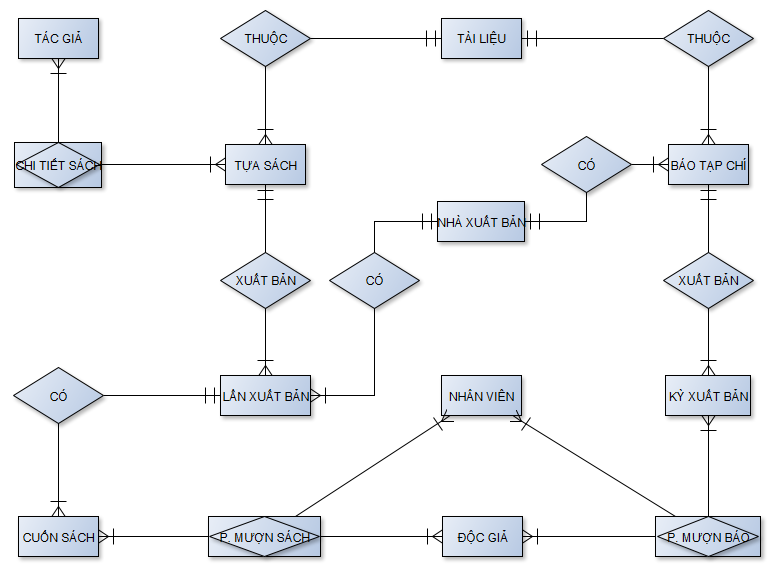 TÁC GIẢ
THUỘC
TÀI LIỆU
THUỘC
CHI TIẾT SÁCH
TỰA SÁCH
CÓ
BÁO TẠP CHÍ
NHÀ XUẤT BẢN
XUẤT BẢN
CÓ
XUẤT BẢN
CÓ
LẦN XUẤT BẢN
NHÂN VIÊN
KỲ XUẤT BẢN
CUỐN SÁCH
P. MƯỢN SÁCH
ĐỘC GIẢ
P. MƯỢN BÁO